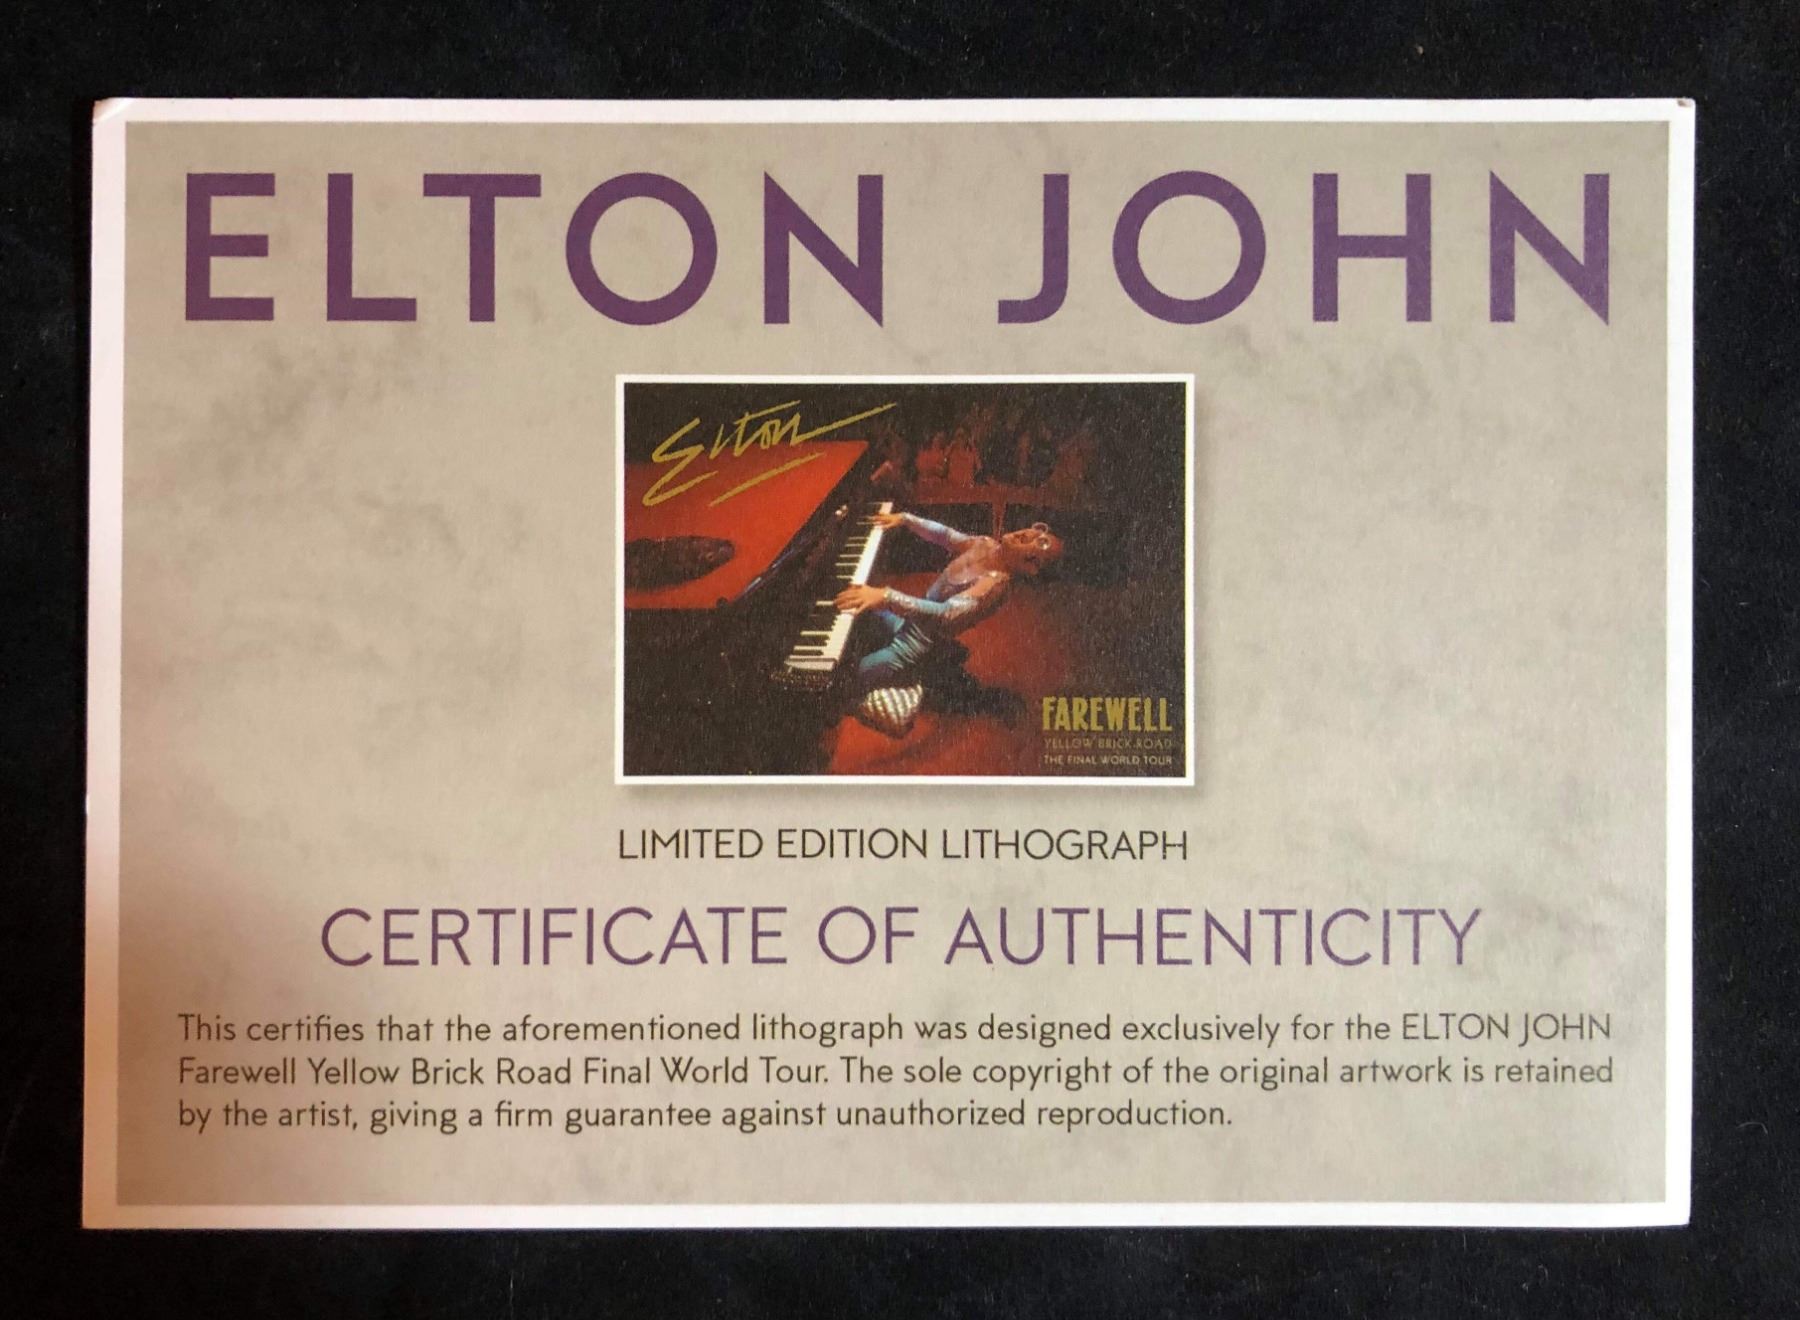 ELTON JOHN
Elton
FAREWELL
YELLOW BRICK ROAD
THE FINAL WORLD TOUR
LIMITED EDITION LITHOGRAPH
CERTIFICATE OF AUTHENTICITY
This certifies that the aforementioned lithograph was designed exclusively for the ELTON JOHN
Farewell Yellow Brick Road Final World Tour. The sole copyright of the original artwork is retained
by the artist, giving a firm guarantee against unauthorized reproduction.